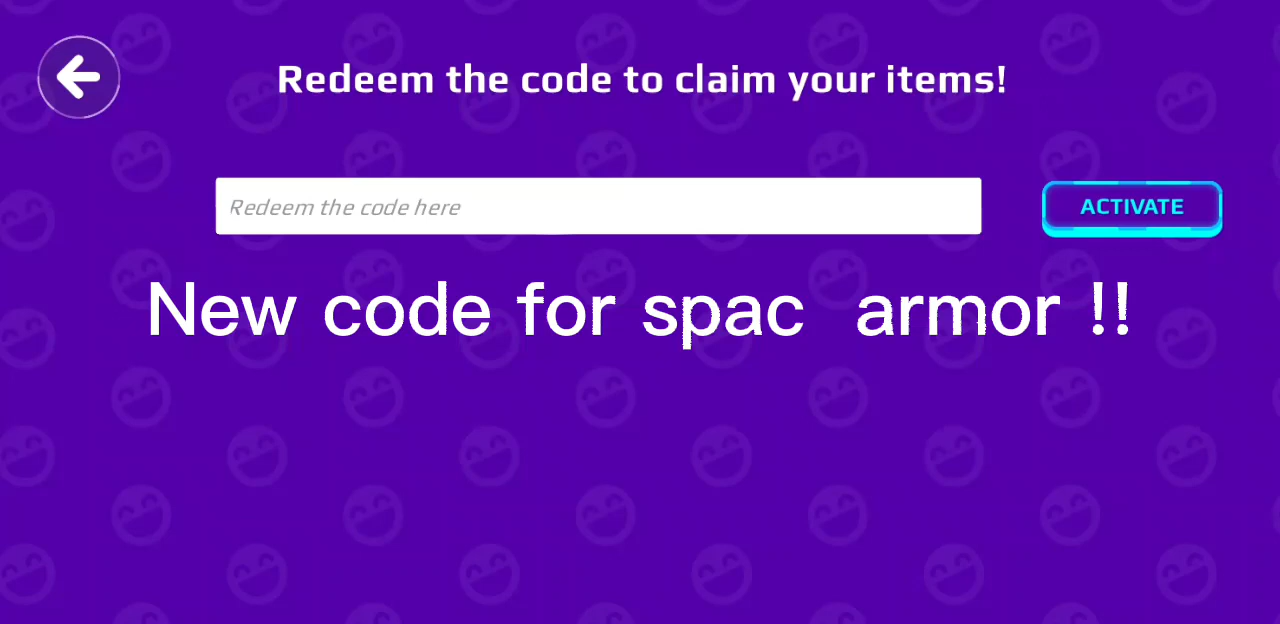 Redeem the code to claim your items!
Redeem the code here
ACTIVATE
New code for spac armor !!